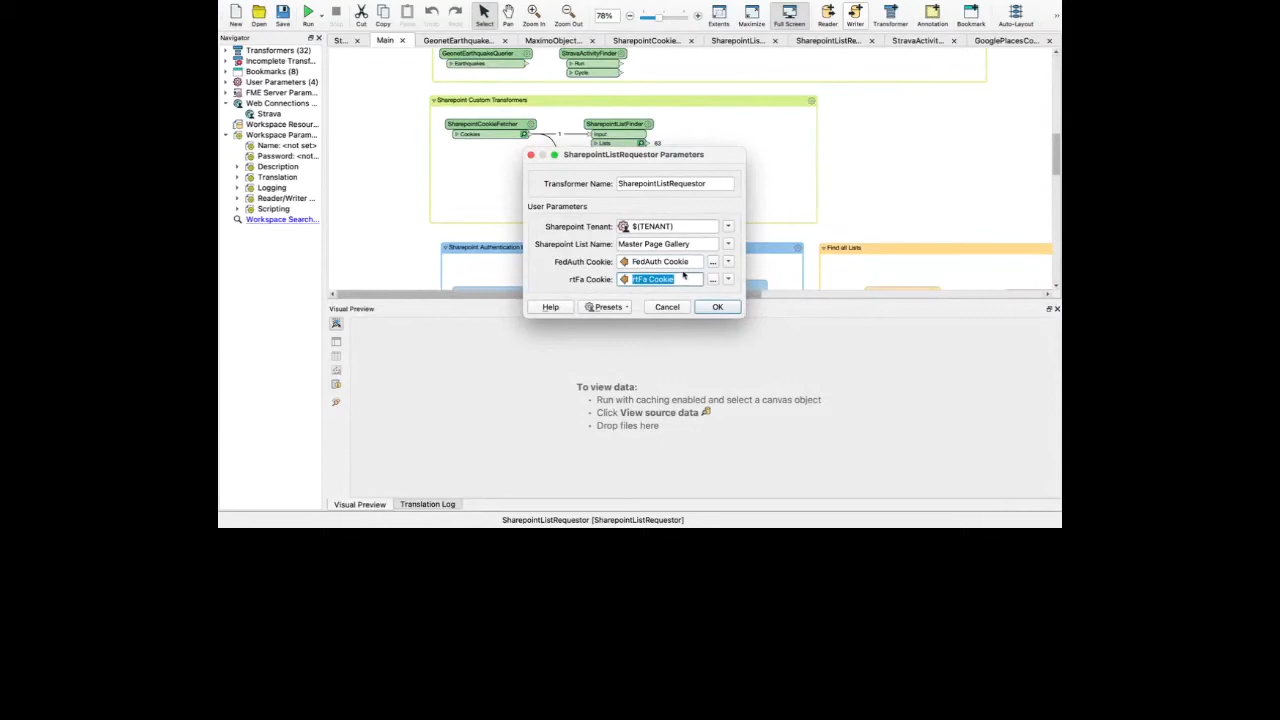 New Open Save Run Stop Cut Copy Paste Undo Redo Select Pan Zoom In Zoom Out 78% Extents Maximize Full Screen Reader Writer Transformer Annotation Bookmark Auto-Layout
Navigator
St... Main GeonetEarthquake... MaximoObject... SharepointCookie... SharepointLis... SharepointListRe... StravaActivit... GooglePlacesCo...
Transformers (32)
Incomplete Transf...
Bookmarks (8)
User Parameters (4)
FME Server Param...
Web Connections
Strava
Workspace Resour...
Workspace Param...
Name: <not set>
Password: <not...
Description
Translation
Logging
Reader/Writer
Scripting
Workspace Search...
GeonetEarthquakeQuerier
Earthquakes
StravaActivityFinder
Run
Cycle
Sharepoint Custom Transformers
SharepointCookieFetcher
Cookies
1
SharepointListFinder
Input
Lists
63
SharepointListRequestor Parameters
Transformer Name: SharepointListRequestor
User Parameters
Sharepoint Tenant: $(TENANT)
Sharepoint List Name: Master Page Gallery
FedAuth Cookie: FedAuth Cookie ...
rtFa Cookie: rtFa Cookie ...
Help Presets Cancel OK
Sharepoint Authentication
Find all Lists
Visual Preview
To view data:
• Run with caching enabled and select a canvas object
• Click View source data
• Drop files here
Visual Preview Translation Log
SharepointListRequestor [SharepointListRequestor]